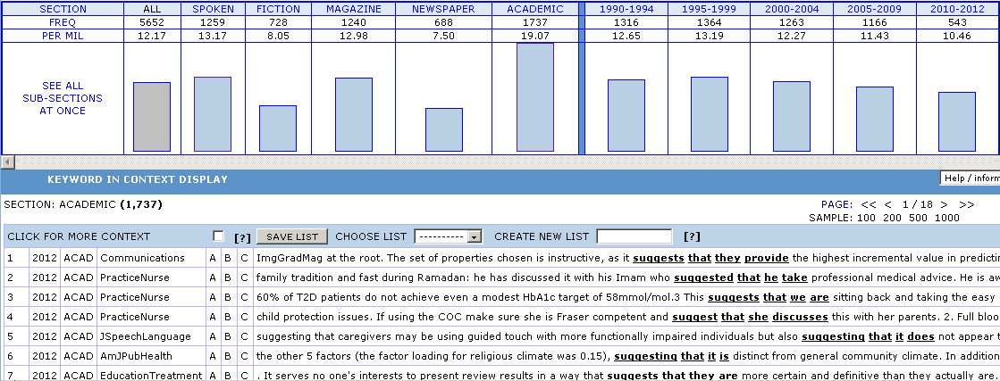 SECTION ALL SPOKEN FICTION MAGAZINE NEWSPAPER ACADEMIC 1990-1994 1995-1999 2000-2004 2005-2009 2010-2012
FREQ 5652 1259 728 1240 688 1737 1316 1364 1263 1166 543
PER MIL 12.17 13.17 8.05 12.98 7.50 19.07 12.65 13.19 12.27 11.43 10.46
SEE ALL
SUB-SECTIONS
AT ONCE
KEYWORD IN CONTEXT DISPLAY Help / inform
SECTION: ACADEMIC (1,737) PAGE: << < 1 / 18 > >>
SAMPLE: 100 200 500 1000
CLICK FOR MORE CONTEXT [?] SAVE LIST CHOOSE LIST ---------- CREATE NEW LIST [?]
1 2012 ACAD Communications A B C ImgGradMag at the root. The set of properties chosen is instructive, as it suggests that they provide the highest incremental value in predictin
2 2012 ACAD PracticeNurse A B C family tradition and fast during Ramadan: he has discussed it with his Imam who suggested that he take professional medical advice. He is aw
3 2012 ACAD PracticeNurse A B C 60% of T2D patients do not achieve even a modest HbA1c target of 58mmol/mol.3 This suggests that we are sitting back and taking the easy
4 2012 ACAD PracticeNurse A B C child protection issues. If using the COC make sure she is Fraser competent and suggest that she discusses this with her parents. 2. Full bloo
5 2012 ACAD JSpeechLanguage A B C suggesting that caregivers may be using guided touch with more functionally impaired individuals but also suggesting that it does not appear t
6 2012 ACAD AmJPubHealth A B C the other 5 factors (the factor loading for religious climate was 0.15), suggesting that it is distinct from general community climate. In addition
7 2012 ACAD EducationTreatment A B C . It serves no one's interests to present review results in a way that suggests that they are more certain and definitive than they actually are.